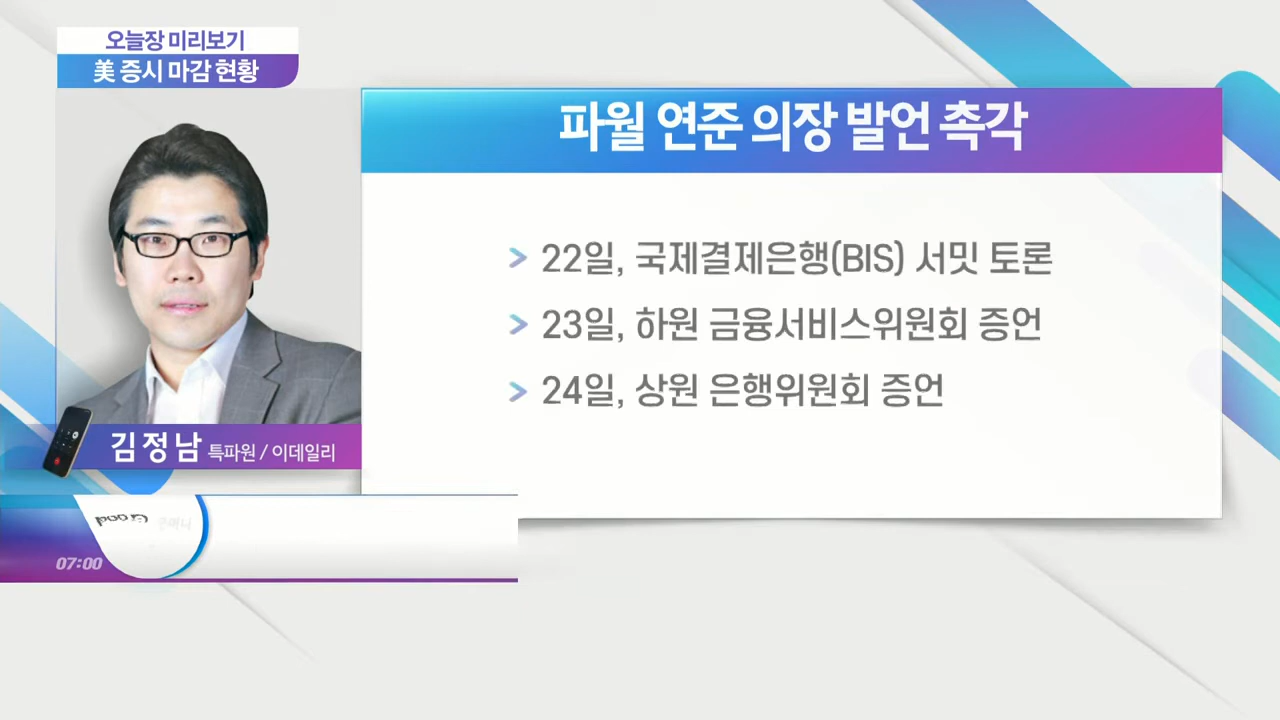 오늘장 미리보기
美 증시 마감 현황
파월 연준 의장 발언 촉각
22일, 국제결제은행(BIS) 서밋 토론
23일, 하원 금융서비스위원회 증언
24일, 상원 은행위원회 증언
김정남 특파원 / 이데일리
07:00